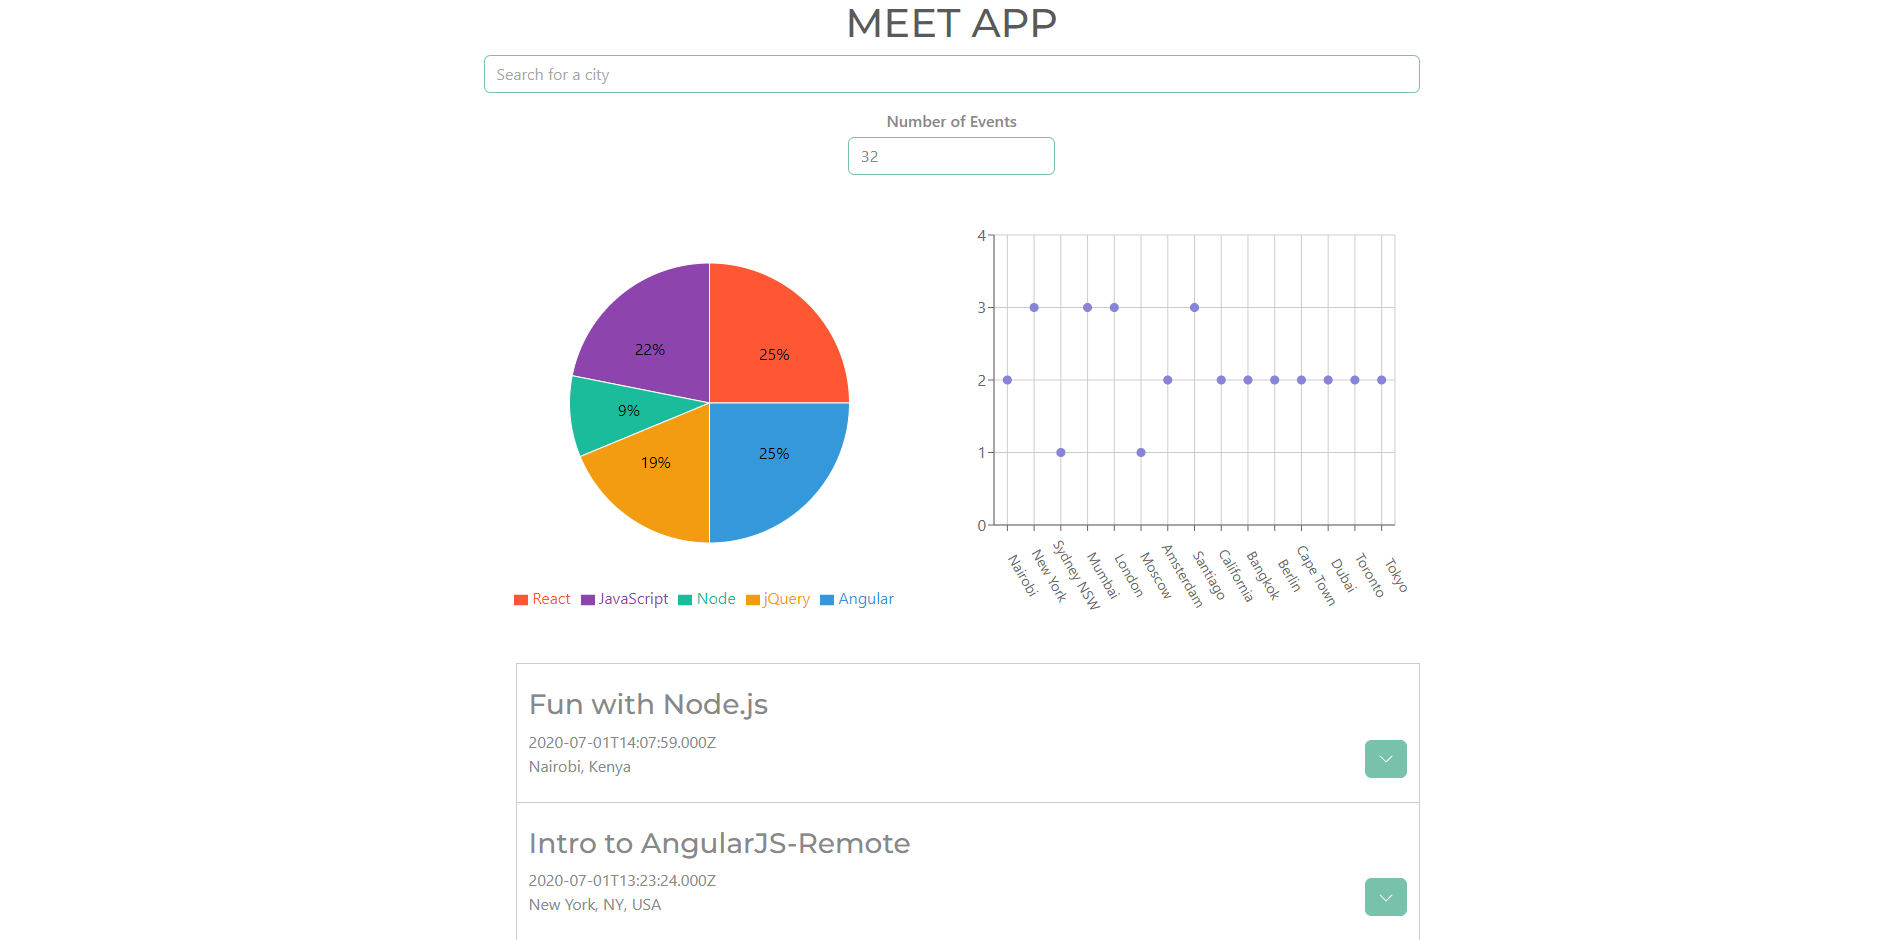 MEET APP
Search for a city
Number of Events
32
22%
25%
9%
19%
25%
React JavaScript Node jQuery Angular
4
3
2
1
0
Nairobi
New York
Sydney NSW
Mumbai
London
Moscow
Amsterdam
Santiago
California
Bangkok
Berlin
Cape Town
Dubai
Toronto
Tokyo
Fun with Node.js
2020-07-01T14:07:59.000Z
Nairobi, Kenya
Intro to AngularJS-Remote
2020-07-01T13:23:24.000Z
New York, NY, USA